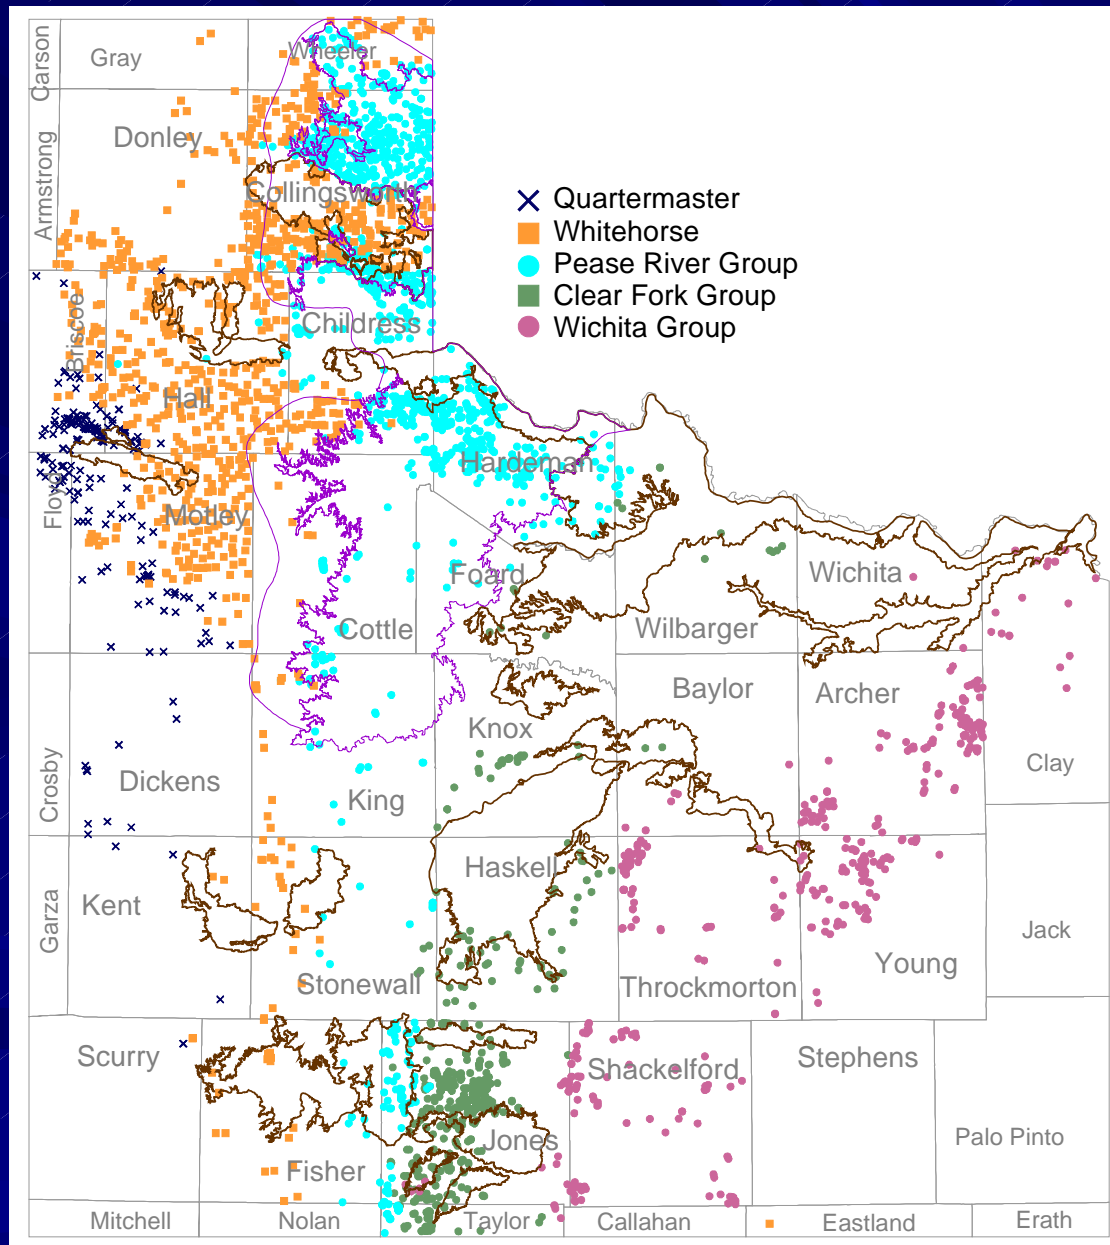 Carson
Gray
Wheeler
Armstrong
Donley
Collingsworth
Quartermaster
Whitehorse
Pease River Group
Clear Fork Group
Wichita Group
Briscoe
Hall
Childress
Floyd
Motley
Hardeman
Cottle
Foard
Wilbarger
Wichita
Crosby
Dickens
King
Knox
Baylor
Archer
Clay
Garza
Kent
Stonewall
Haskell
Throckmorton
Young
Jack
Scurry
Fisher
Jones
Shackelford
Stephens
Palo Pinto
Mitchell
Nolan
Taylor
Callahan
Eastland
Erath